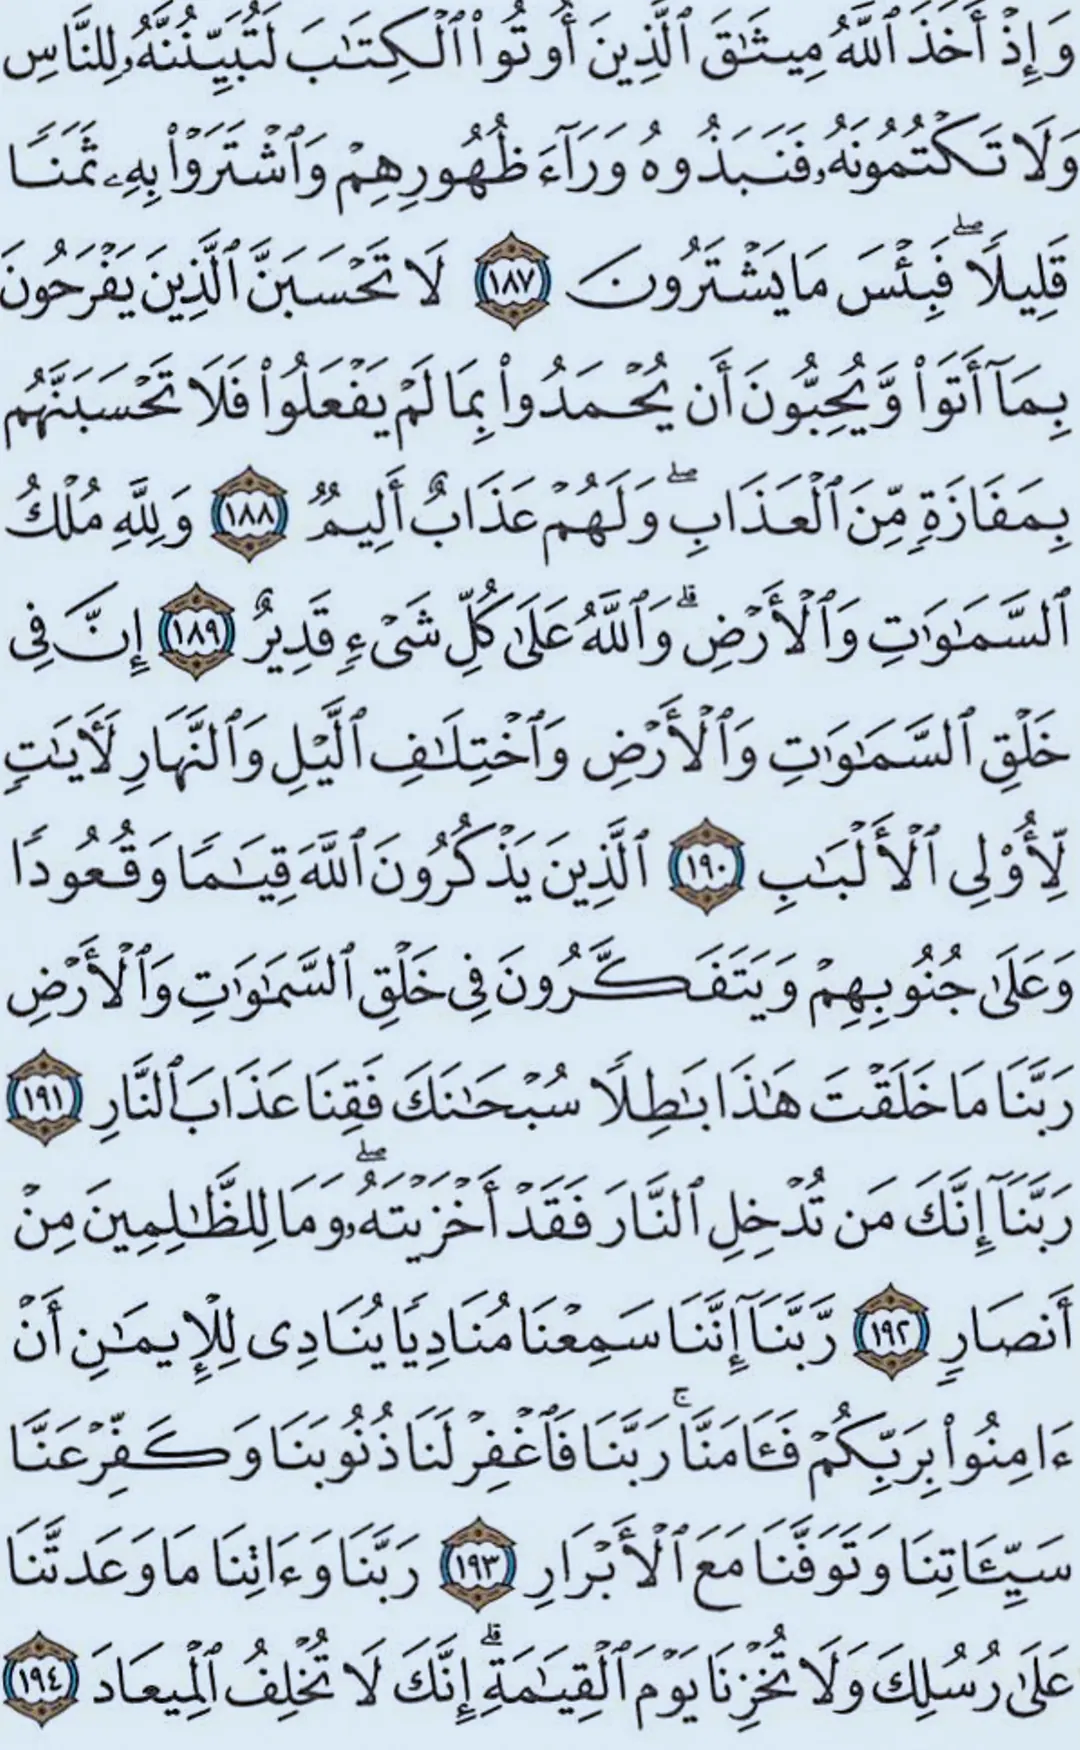 وَإِذْ أَخَذَ ٱللَّهُ مِيثَٰقَ ٱلَّذِينَ أُوتُوا۟ ٱلْكِتَٰبَ لَتُبَيِّنُنَّهُۥ لِلنَّاسِ
وَلَا تَكْتُمُونَهُۥ فَنَبَذُوهُ وَرَآءَ ظُهُورِهِمْ وَٱشْتَرَوْا۟ بِهِۦ ثَمَنًا
قَلِيلًا ۖ فَبِئْسَ مَا يَشْتَرُونَ ١٨٧ لَا تَحْسَبَنَّ ٱلَّذِينَ يَفْرَحُونَ
بِمَآ أَتَوا۟ وَّيُحِبُّونَ أَن يُحْمَدُوا۟ بِمَا لَمْ يَفْعَلُوا۟ فَلَا تَحْسَبَنَّهُم
بِمَفَازَةٍ مِّنَ ٱلْعَذَابِ ۖ وَلَهُمْ عَذَابٌ أَلِيمٌ ١٨٨ وَلِلَّهِ مُلْكُ
ٱلسَّمَٰوَٰتِ وَٱلْأَرْضِ ۗ وَٱللَّهُ عَلَىٰ كُلِّ شَىْءٍ قَدِيرٌ ١٨٩ إِنَّ فِى
خَلْقِ ٱلسَّمَٰوَٰتِ وَٱلْأَرْضِ وَٱخْتِلَٰفِ ٱلَّيْلِ وَٱلنَّهَارِ لَءَايَٰتٍ
لِّأُو۟لِى ٱلْأَلْبَٰبِ ١٩٠ ٱلَّذِينَ يَذْكُرُونَ ٱللَّهَ قِيَٰمًا وَقُعُودًا
وَعَلَىٰ جُنُوبِهِمْ وَيَتَفَكَّرُونَ فِى خَلْقِ ٱلسَّمَٰوَٰتِ وَٱلْأَرْضِ
رَبَّنَا مَا خَلَقْتَ هَٰذَا بَٰطِلًا سُبْحَٰنَكَ فَقِنَا عَذَابَ ٱلنَّارِ ١٩١
رَبَّنَآ إِنَّكَ مَن تُدْخِلِ ٱلنَّارَ فَقَدْ أَخْزَيْتَهُۥ ۖ وَمَا لِلظَّٰلِمِينَ مِنْ
أَنصَارٍ ١٩٢ رَّبَّنَآ إِنَّنَا سَمِعْنَا مُنَادِيًا يُنَادِى لِلْإِيمَٰنِ أَنْ
ءَامِنُوا۟ بِرَبِّكُمْ فَـَٔامَنَّا ۚ رَبَّنَا فَٱغْفِرْ لَنَا ذُنُوبَنَا وَكَفِّرْ عَنَّا
سَيِّـَٔاتِنَا وَتَوَفَّنَا مَعَ ٱلْأَبْرَارِ ١٩٣ رَبَّنَا وَءَاتِنَا مَا وَعَدتَّنَا
عَلَىٰ رُسُلِكَ وَلَا تُخْزِنَا يَوْمَ ٱلْقِيَٰمَةِ ۗ إِنَّكَ لَا تُخْلِفُ ٱلْمِيعَادَ ١٩٤